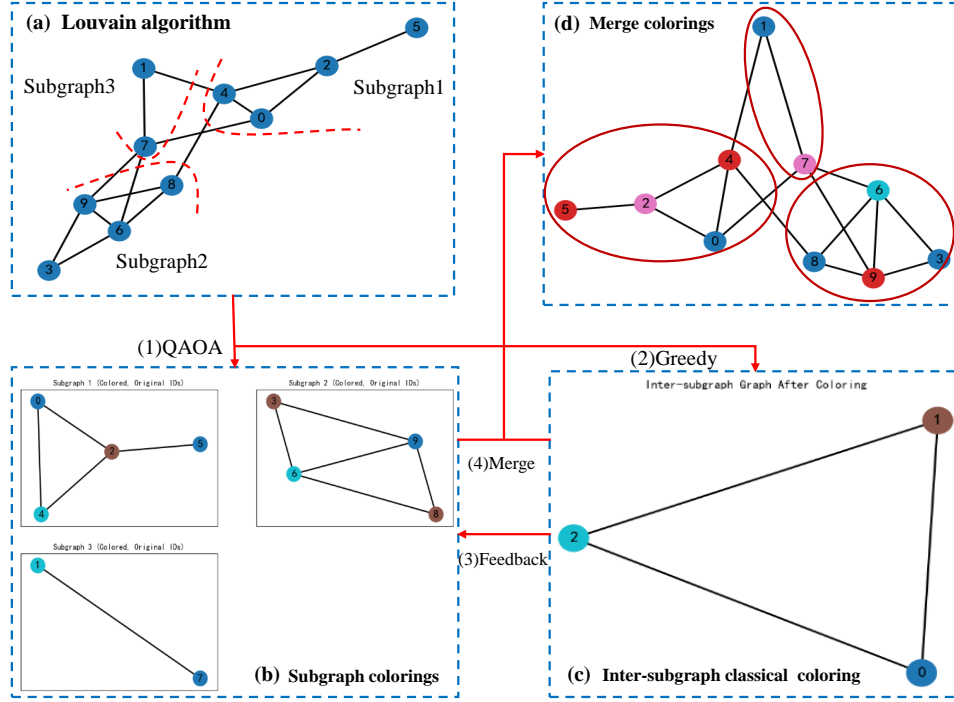 (a) Louvain algorithm
5
1
2
Subgraph3
4
Subgraph1
0
7
8
9
6
Subgraph2
3
(d) Merge colorings
1
4
7
6
5
2
0
8
9
3
(1)QAOA
(2)Greedy
Subgraph 1 (Colored, Original IDs)
0
2
5
4
Subgraph 2 (Colored, Original IDs)
3
9
6
8
Subgraph 3 (Colored, Original IDs)
1
7
(b) Subgraph colorings
(4)Merge
(3)Feedback
Inter-subgraph Graph After Coloring
1
2
0
(c) Inter-subgraph classical coloring